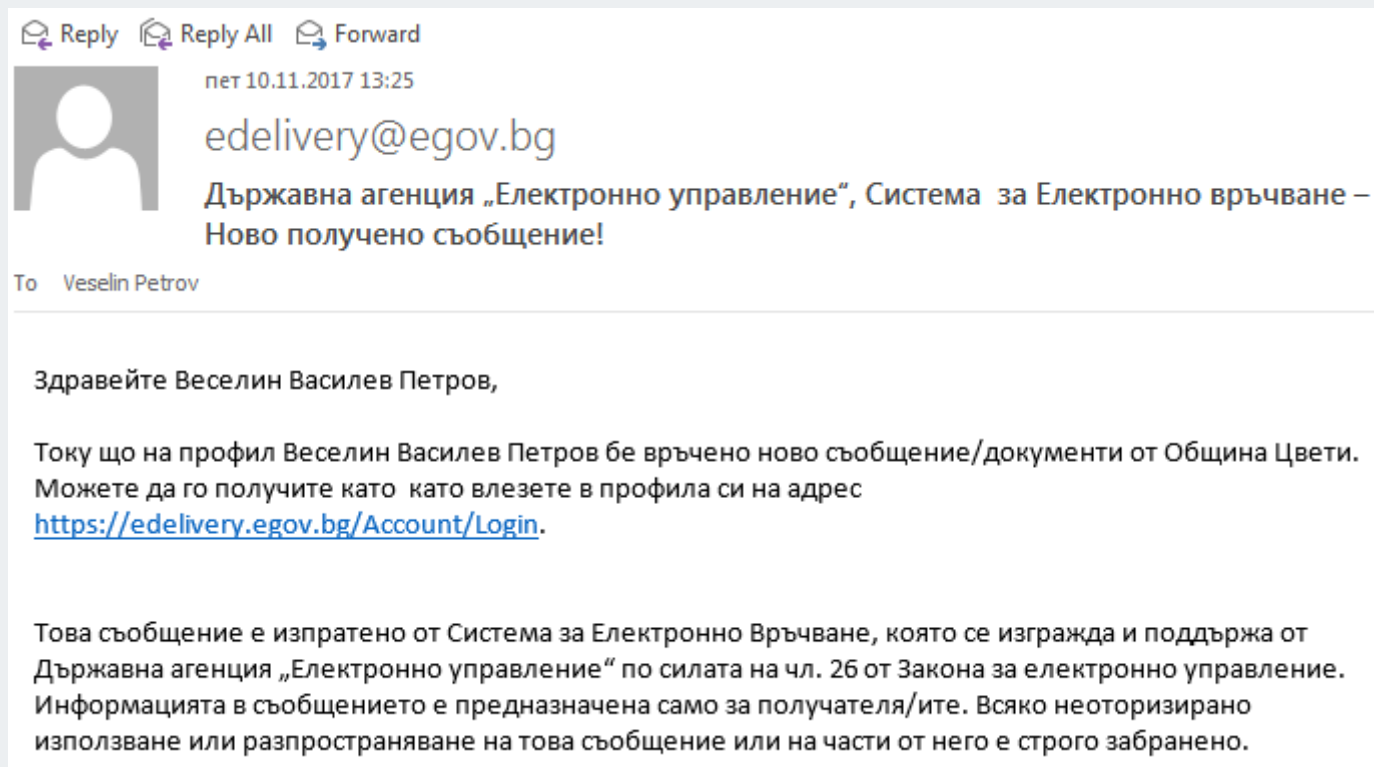 Reply Reply All Forward
пет 10.11.2017 13:25
edelivery@egov.bg
Държавна агенция „Електронно управление“, Система за Електронно връчване –
Ново получено съобщение!
To Veselin Petrov
Здравейте Веселин Василев Петров,
Току що на профил Веселин Василев Петров бе връчено ново съобщение/документи от Община Цвети.
Можете да го получите като като влезете в профила си на адрес
https://edelivery.egov.bg/Account/Login.
Това съобщение е изпратено от Система за Електронно Връчване, която се изгражда и поддържа от
Държавна агенция „Електронно управление“ по силата на чл. 26 от Закона за електронно управление.
Информацията в съобщението е предназначена само за получателя/ите. Всяко неоторизирано
използване или разпространяване на това съобщение или на части от него е строго забранено.